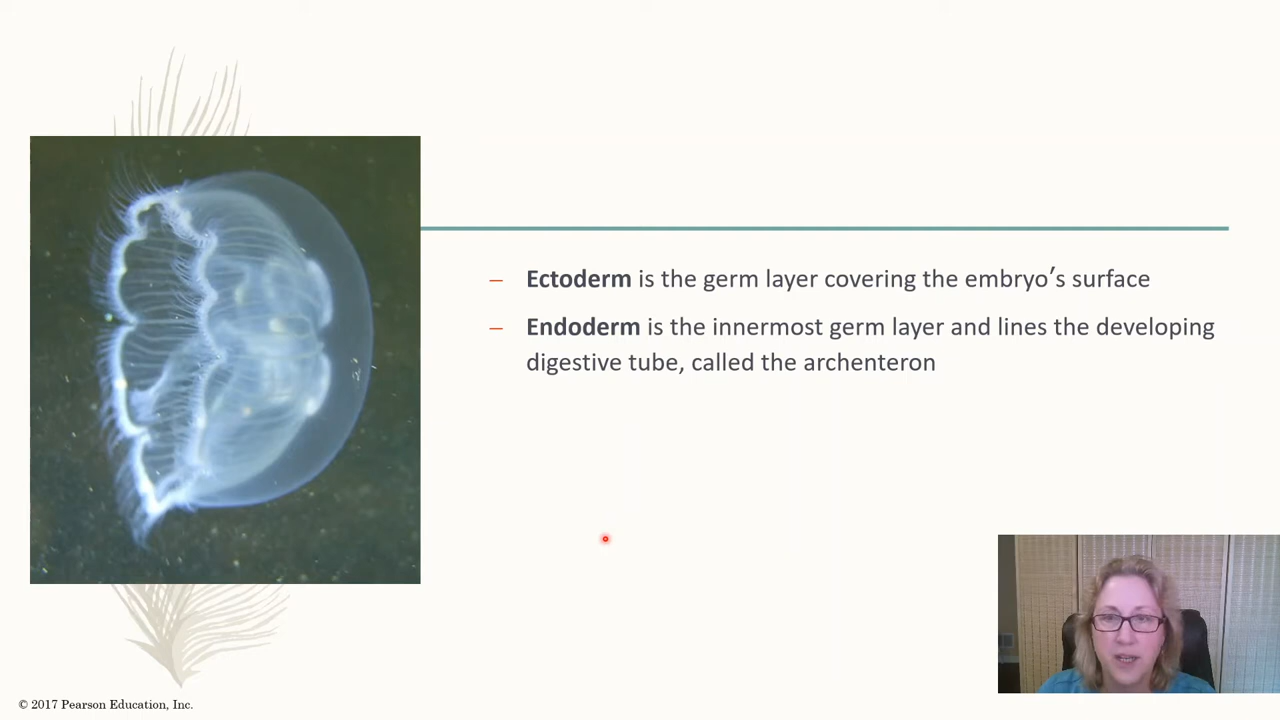 – Ectoderm is the germ layer covering the embryo’s surface
– Endoderm is the innermost germ layer and lines the developing
digestive tube, called the archenteron
© 2017 Pearson Education, Inc.